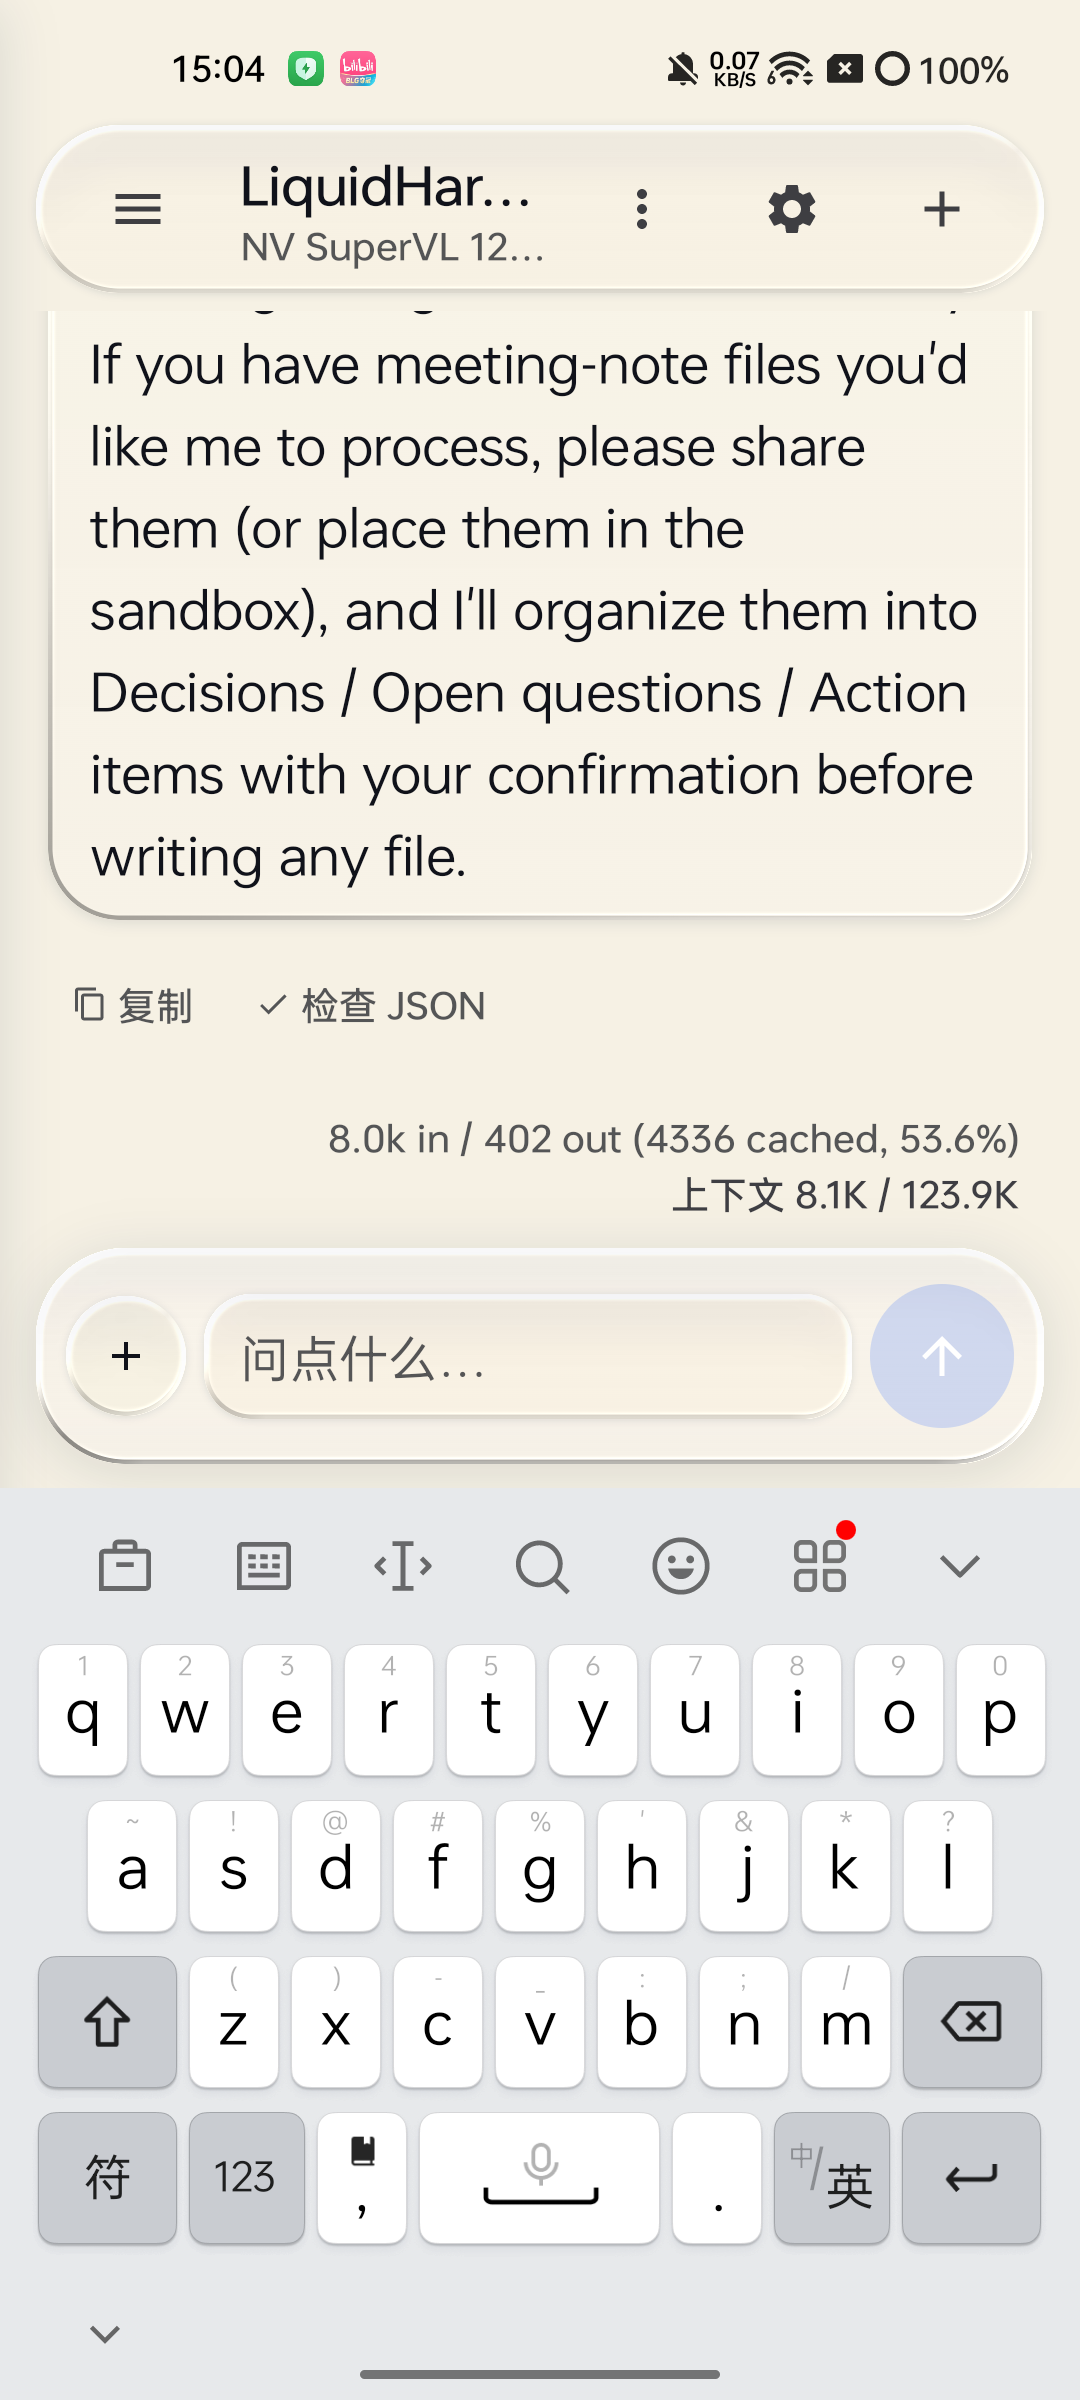 15:04
0.07
KB/S
6
100%
LiquidHar...
NV SuperVL 12...
If you have meeting-note files you'd
like me to process, please share
them (or place them in the
sandbox), and I'll organize them into
Decisions / Open questions / Action
items with your confirmation before
writing any file.
复制
检查 JSON
8.0k in / 402 out (4336 cached, 53.6%)
上下文 8.1K / 123.9K
问点什么...
1 2 3 4 5 6 7 8 9 0
q w e r t y u i o p
~ ! @ # % ' & * ?
a s d f g h j k l
( ) - _ : ; /
z x c v b n m
符 123 , . 中/英